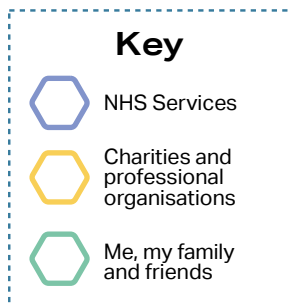 Key
NHS Services
Charities and
professional
organisations
Me, my family
and friends